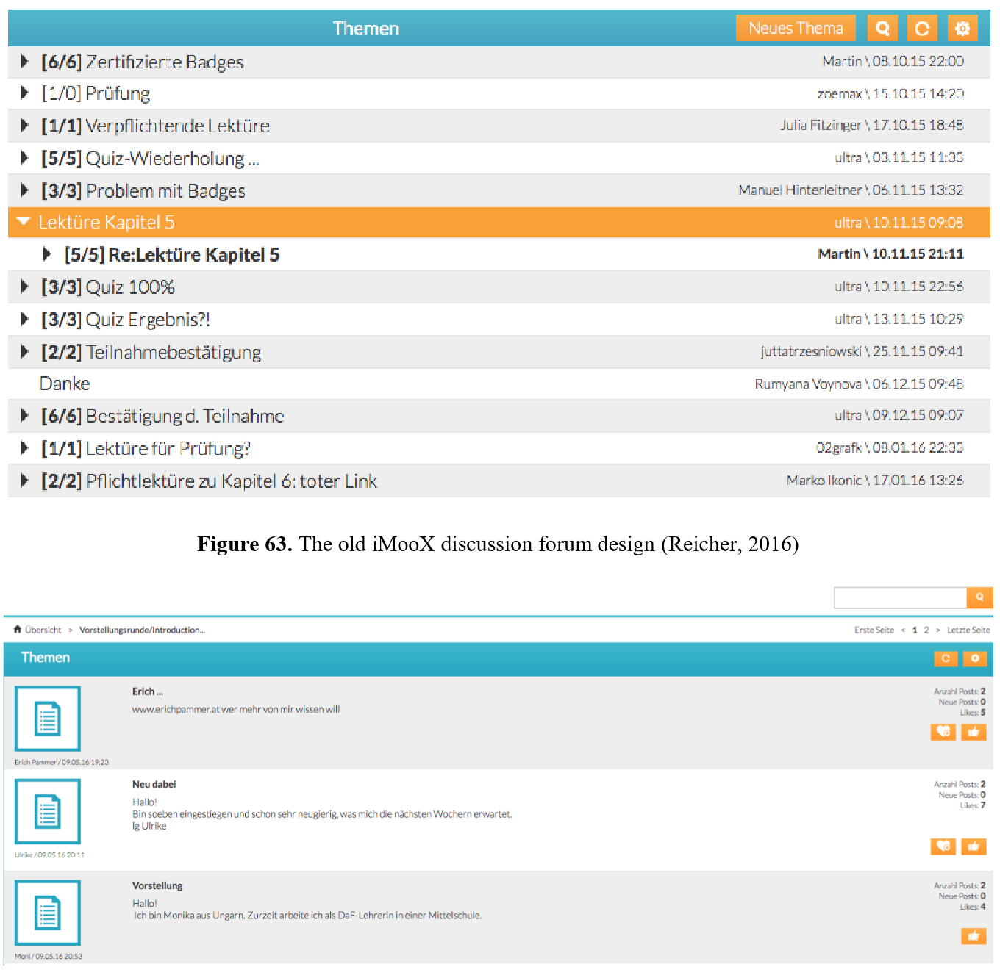 Themen Neues Thema
[6/6] Zertifizierte Badges Martin \ 08.10.15 22:00
[1/0] Prüfung zoemax \ 15.10.15 14:20
[1/1] Verpflichtende Lektüre Julia Fitzinger \ 17.10.15 18:48
[5/5] Quiz-Wiederholung ... ultra \ 03.11.15 11:33
[3/3] Problem mit Badges Manuel Hinterleitner \ 06.11.15 13:32
Lektüre Kapitel 5 ultra \ 10.11.15 09:08
[5/5] Re:Lektüre Kapitel 5 Martin \ 10.11.15 21:11
[3/3] Quiz 100% ultra \ 10.11.15 22:56
[3/3] Quiz Ergebnis?! ultra \ 13.11.15 10:29
[2/2] Teilnahmebestätigung juttatrzesniowski \ 25.11.15 09:41
Danke Rumyana Voynova \ 06.12.15 09:48
[6/6] Bestätigung d. Teilnahme ultra \ 09.12.15 09:07
[1/1] Lektüre für Prüfung? 02grafk \ 08.01.16 22:33
[2/2] Pflichtlektüre zu Kapitel 6: toter Link Marko Ikonic \ 17.01.16 13:26
Figure 63. The old iMooX discussion forum design (Reicher, 2016)
Übersicht > Vorstellungsrunde/Introduction... Erste Seite < 1 2 > Letzte Seite
Themen
Erich ... Anzahl Posts: 2
www.erichpammer.at wer mehr von mir wissen will Neue Posts: 0
Likes: 5
Erich Pammer / 09.05.16 19:23
Neu dabei Anzahl Posts: 2
Hallo! Neue Posts: 0
Bin soeben eingestiegen und schon sehr neugierig, was mich die nächsten Wochern erwartet. Likes: 7
lg Ulrike
Ulrike / 09.05.16 20:11
Vorstellung Anzahl Posts: 2
Hallo! Neue Posts: 0
Ich bin Monika aus Ungarn. Zurzeit arbeite ich als DaF-Lehrerin in einer Mittelschule. Likes: 4
Moni / 09.05.16 20:53